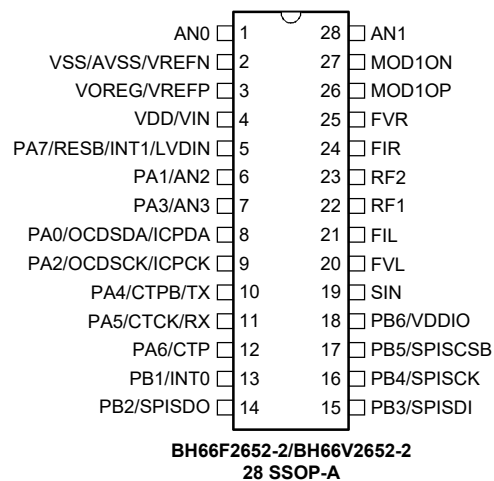 AN0 1 28 AN1
VSS/AVSS/VREFN 2 27 MOD1ON
VOREG/VREFP 3 26 MOD1OP
VDD/VIN 4 25 FVR
PA7/RESB/INT1/LVDIN 5 24 FIR
PA1/AN2 6 23 RF2
PA3/AN3 7 22 RF1
PA0/OCDSDA/ICPDA 8 21 FIL
PA2/OCDSCK/ICPCK 9 20 FVL
PA4/CTPB/TX 10 19 SIN
PA5/CTCK/RX 11 18 PB6/VDDIO
PA6/CTP 12 17 PB5/SPISCSB
PB1/INT0 13 16 PB4/SPISCK
PB2/SPISDO 14 15 PB3/SPISDI
BH66F2652-2/BH66V2652-2
28 SSOP-A